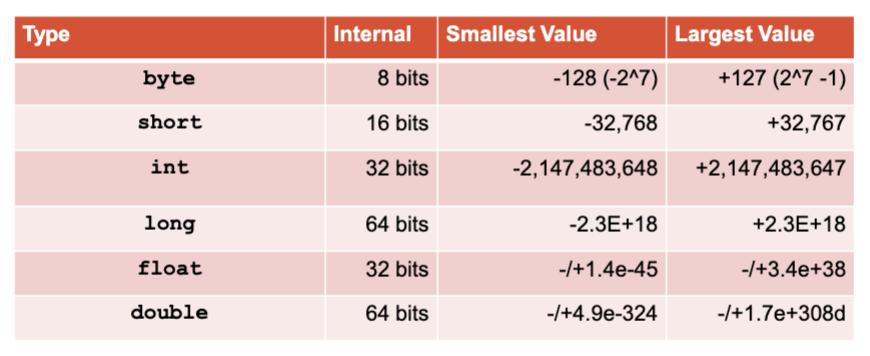 Type Internal Smallest Value Largest Value
byte 8 bits -128 (-2^7) +127 (2^7 -1)
short 16 bits -32,768 +32,767
int 32 bits -2,147,483,648 +2,147,483,647
long 64 bits -2.3E+18 +2.3E+18
float 32 bits -/+1.4e-45 -/+3.4e+38
double 64 bits -/+4.9e-324 -/+1.7e+308d